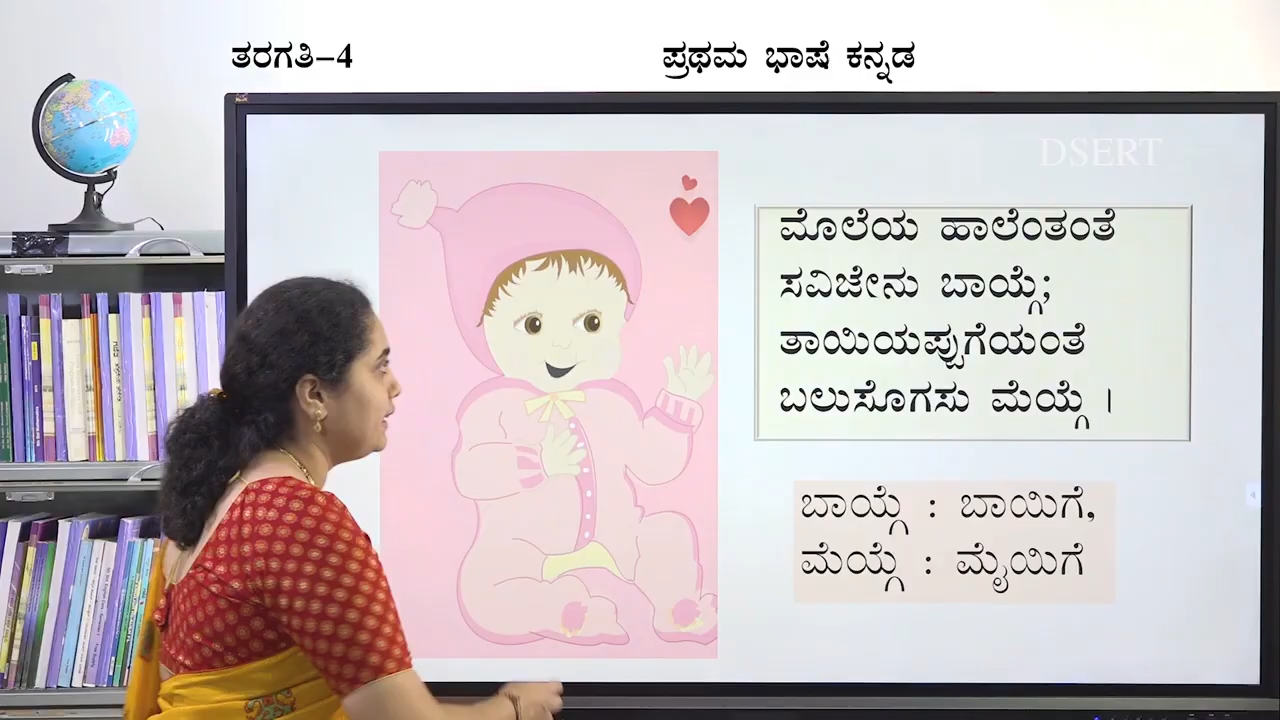 ತರಗತಿ-4
ಪ್ರಥಮ ಭಾಷೆ ಕನ್ನಡ
DSERT
ಮೊಲೆಯ ಹಾಲೆಂತಂತೆ
ಸವಿಜೇನು ಬಾಯ್ಗೆ;
ತಾಯಿಯಪ್ಪುಗೆಯಂತೆ
ಬಲುಸೊಗಸು ಮೆಯ್ಗೆ ।
ಬಾಯ್ಗೆ : ಬಾಯಿಗೆ,
ಮೆಯ್ಗೆ : ಮೈಯಿಗೆ